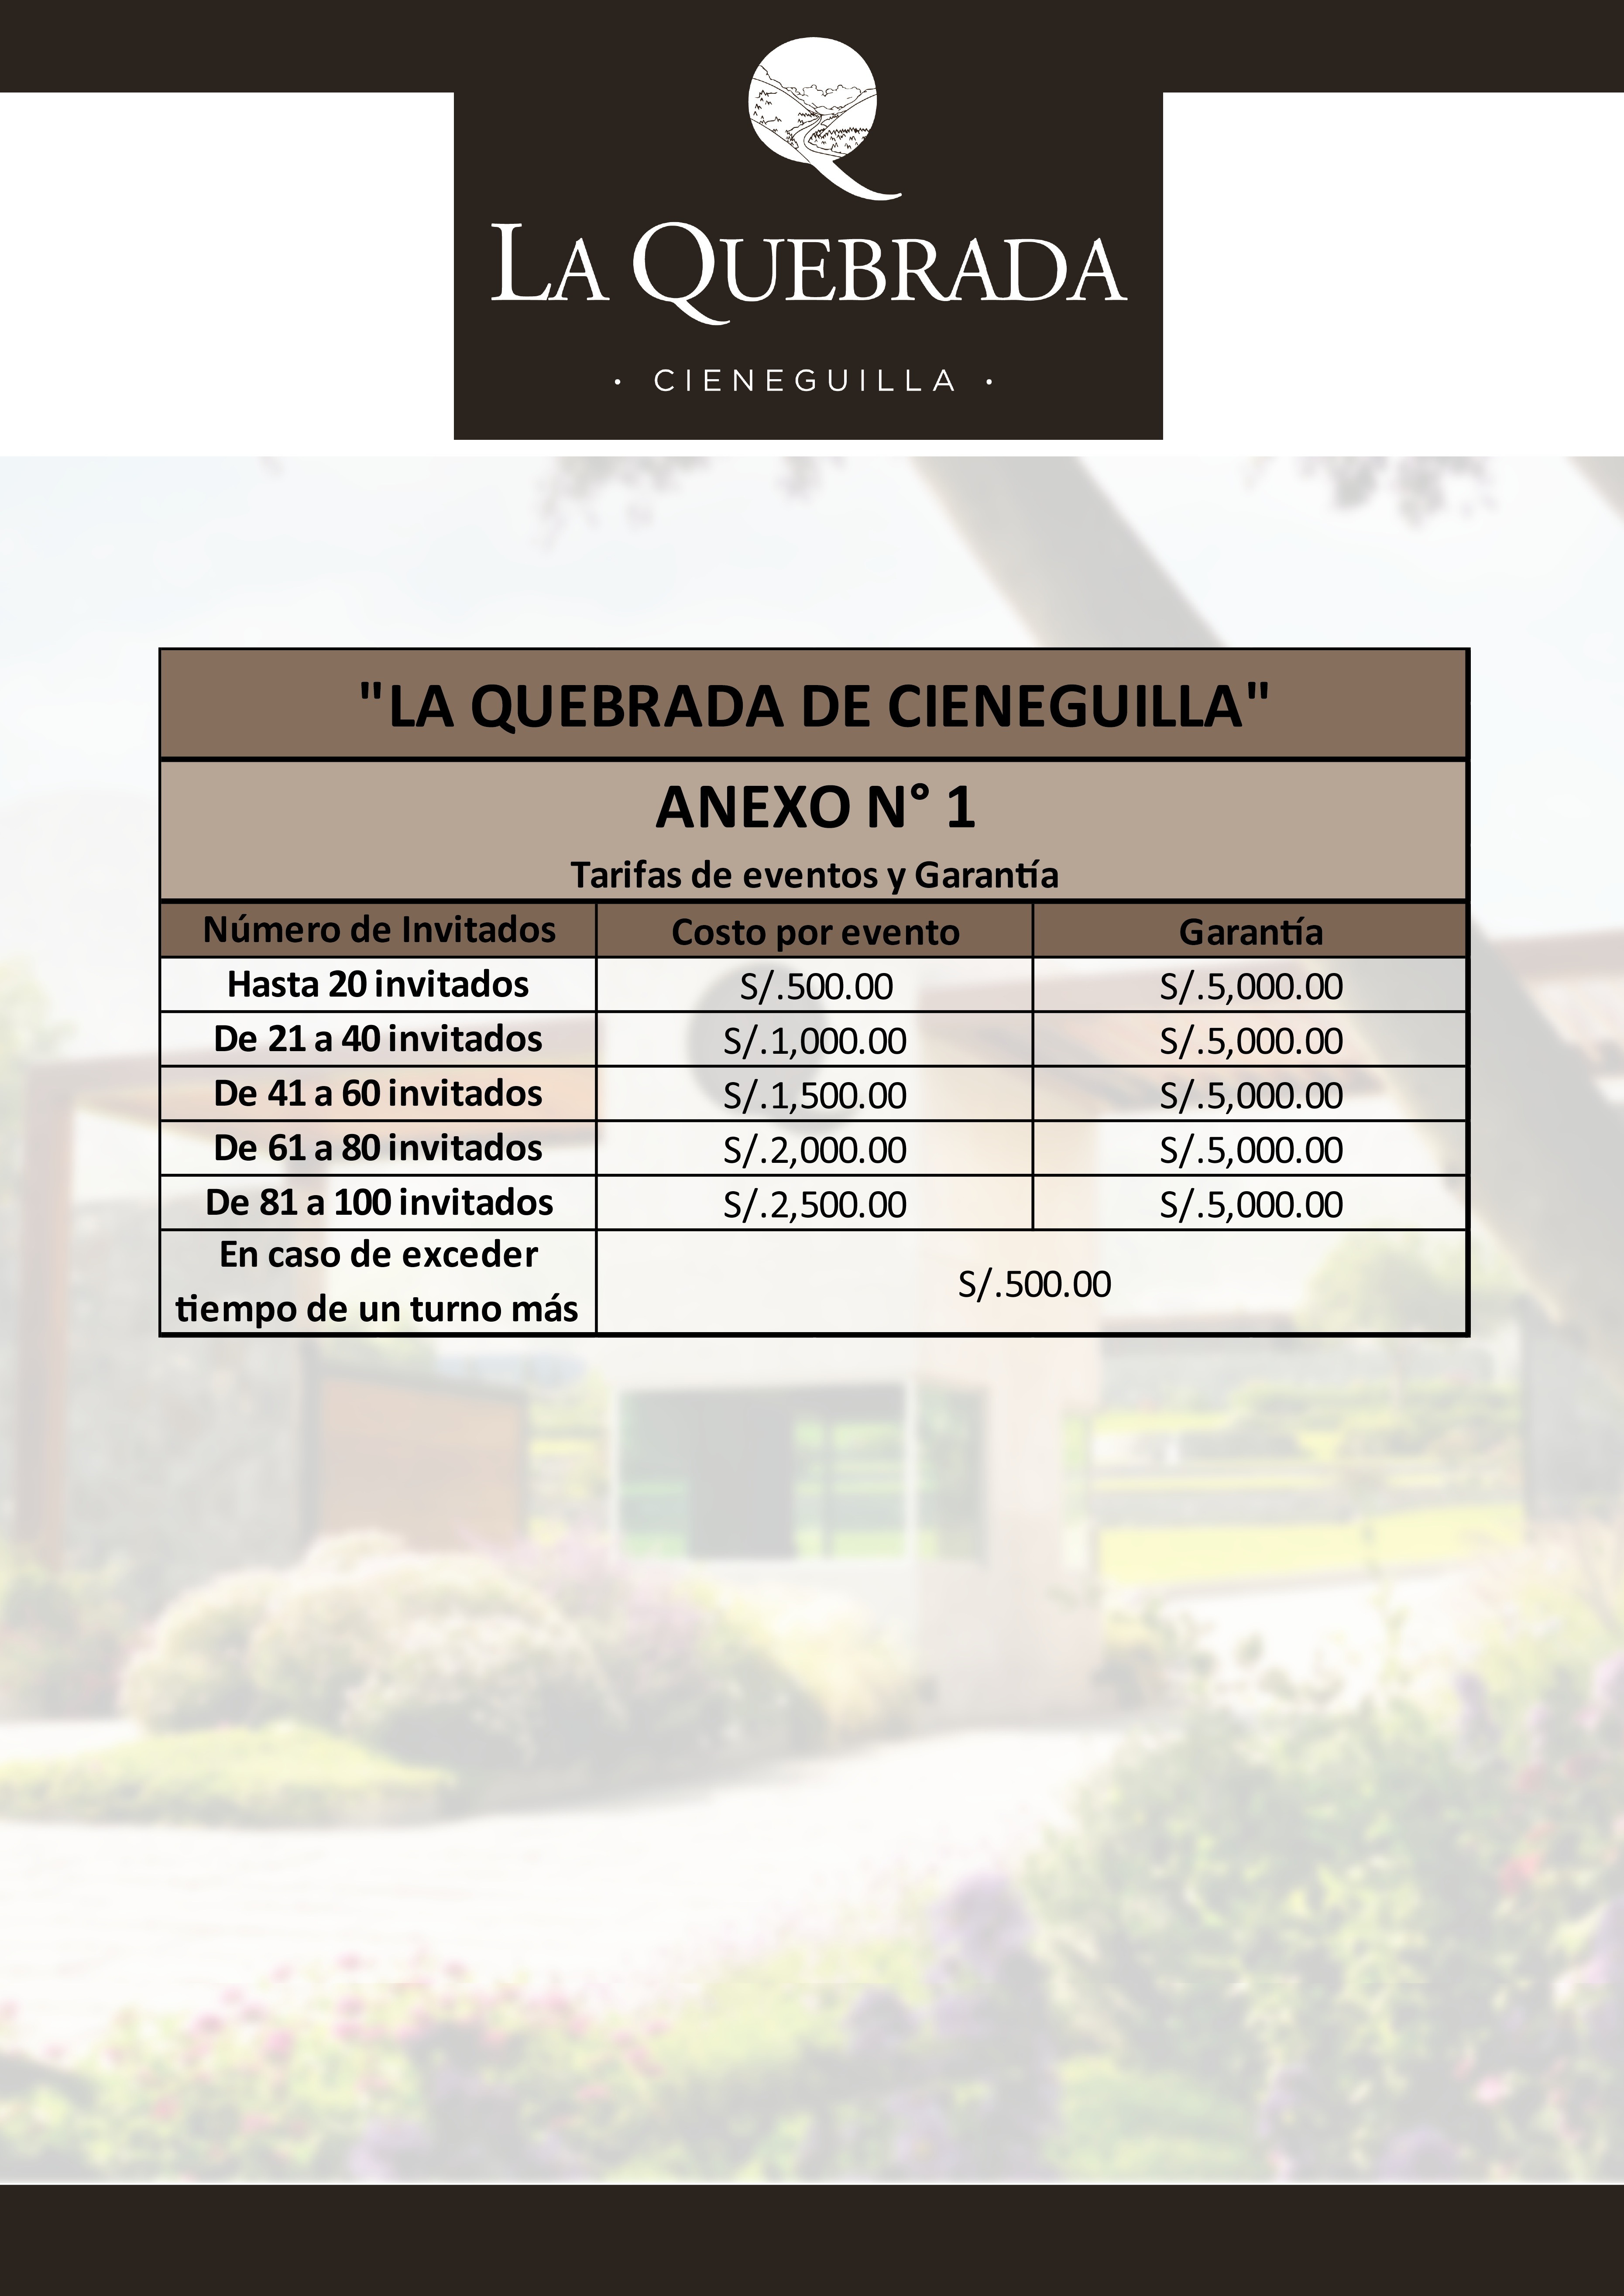 LA QUEBRADA
· CIENEGUILLA ·
"LA QUEBRADA DE CIENEGUILLA"
ANEXO N° 1
Tarifas de eventos y Garantía
Número de Invitados Costo por evento Garantía
Hasta 20 invitados S/.500.00 S/.5,000.00
De 21 a 40 invitados S/.1,000.00 S/.5,000.00
De 41 a 60 invitados S/.1,500.00 S/.5,000.00
De 61 a 80 invitados S/.2,000.00 S/.5,000.00
De 81 a 100 invitados S/.2,500.00 S/.5,000.00
En caso de exceder
tiempo de un turno más S/.500.00